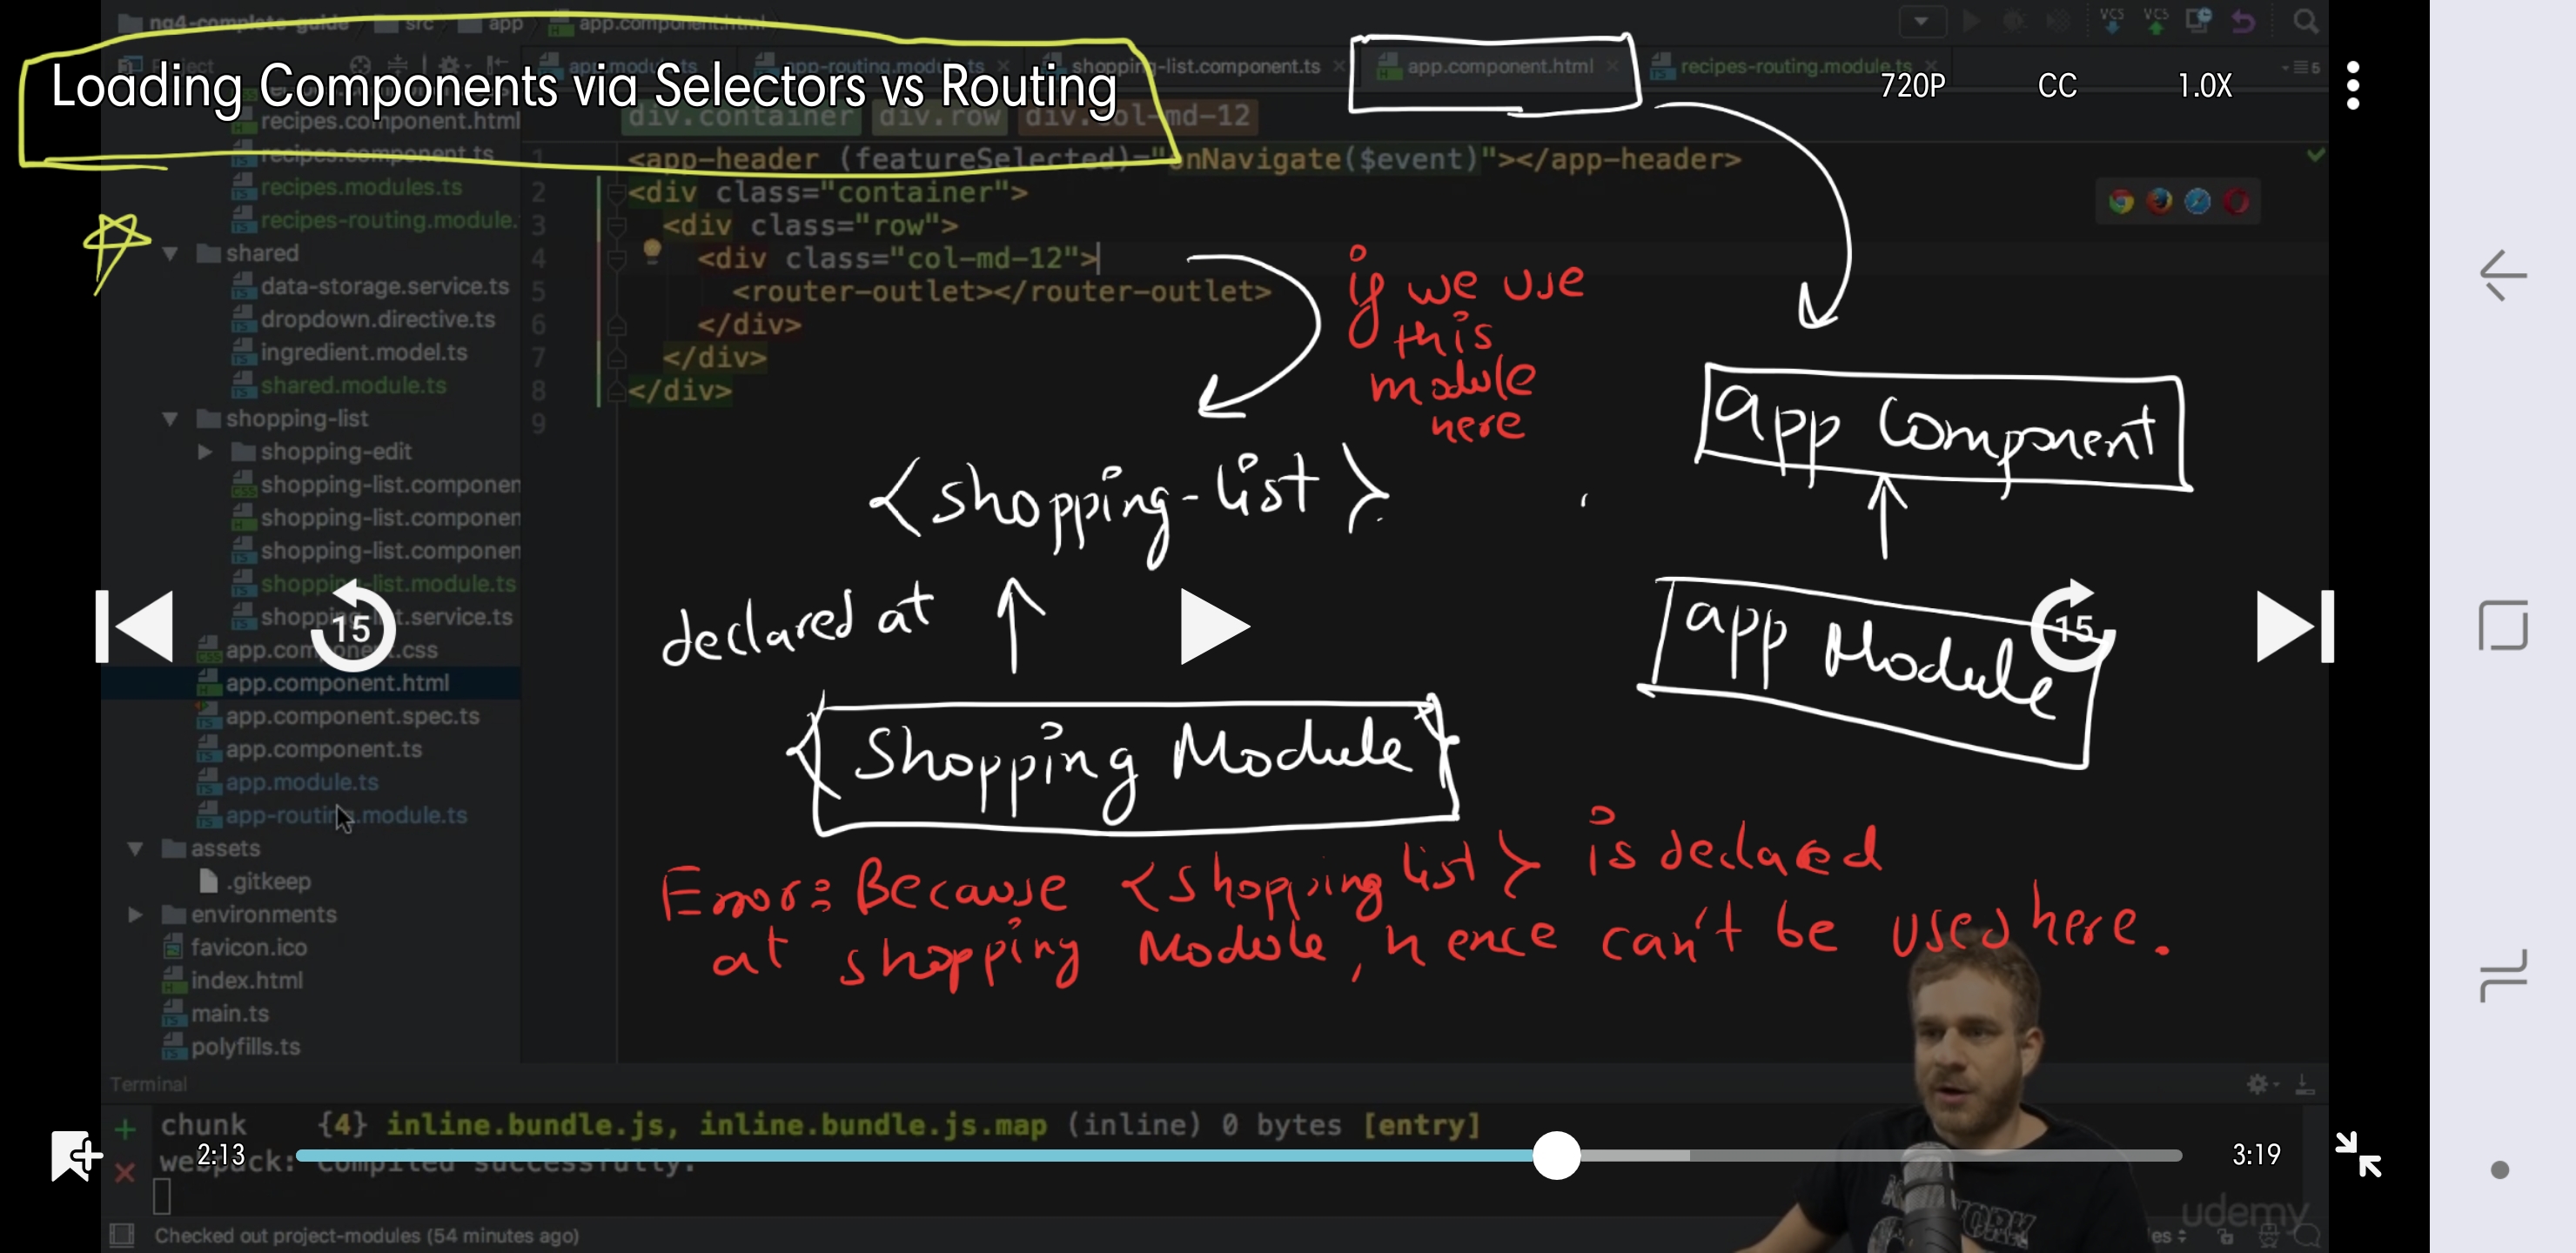 ng4-complete-guide src app app.component.html
VCS VCS
Project
app.module.ts app-routing.module.ts shopping-list.component.ts app.component.html recipes-routing.module.ts
5
Loading Components via Selectors vs Routing
720P CC 1.0X
div.container div.row div.col-md-12
recipes.component.html
recipes.component.ts
recipes.modules.ts
recipes-routing.module.
shared
data-storage.service.ts
dropdown.directive.ts
ingredient.model.ts
shared.module.ts
shopping-list
shopping-edit
shopping-list.componen
shopping-list.componen
shopping-list.componen
shopping-list.module.ts
shopping-list.service.ts
app.component.css
app.component.html
app.component.spec.ts
app.component.ts
app.module.ts
app-routing.module.ts
assets
.gitkeep
environments
favicon.ico
index.html
main.ts
polyfills.ts
1 <app-header (featureSelected)="onNavigate($event)"></app-header>
2 <div class="container">
3 <div class="row">
4 <div class="col-md-12">
5 <router-outlet></router-outlet>
6 </div>
7 </div>
8 </div>
9
if we use
this
module
here
app Component
<shopping-list>
declared at
app Module
15
15
Shopping Module
Error: Because <shopping list> is declared
at shopping Module, hence can't be used here.
Terminal
chunk {4} inline.bundle.js, inline.bundle.js.map (inline) 0 bytes [entry]
webpack: Compiled successfully.
2:13
3:19
Checked out project-modules (54 minutes ago)
udemy